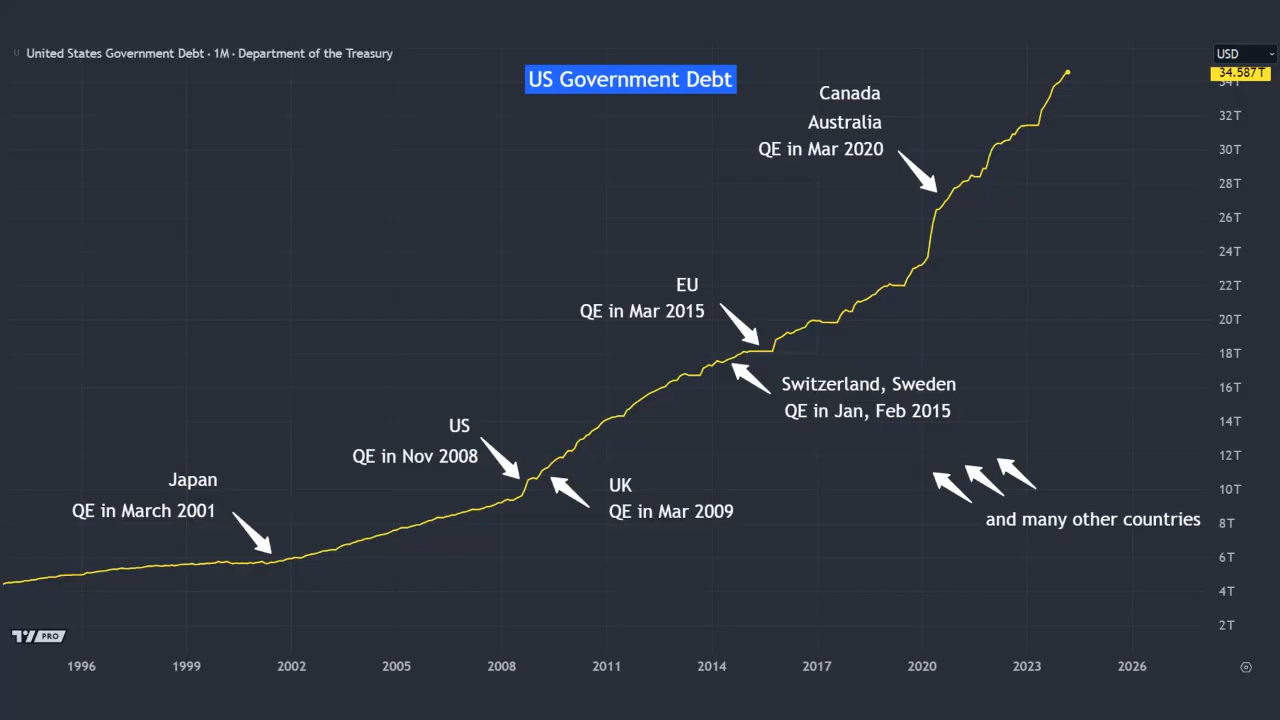 United States Government Debt · 1M · Department of the Treasury
USD
US Government Debt
34.587T
34T
32T
30T
28T
26T
24T
22T
20T
18T
16T
14T
12T
10T
8T
6T
4T
2T
Canada
Australia
QE in Mar 2020
EU
QE in Mar 2015
Switzerland, Sweden
QE in Jan, Feb 2015
US
QE in Nov 2008
UK
QE in Mar 2009
Japan
QE in March 2001
and many other countries
PRO
1996 1999 2002 2005 2008 2011 2014 2017 2020 2023 2026